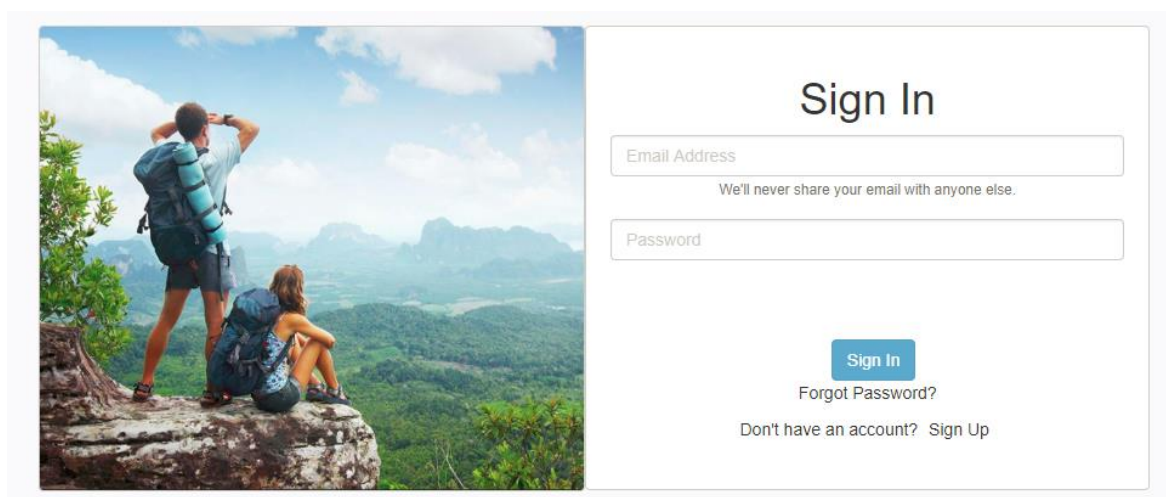 Sign In
Email Address
We'll never share your email with anyone else.
Password
Sign In
Forgot Password?
Don't have an account? Sign Up